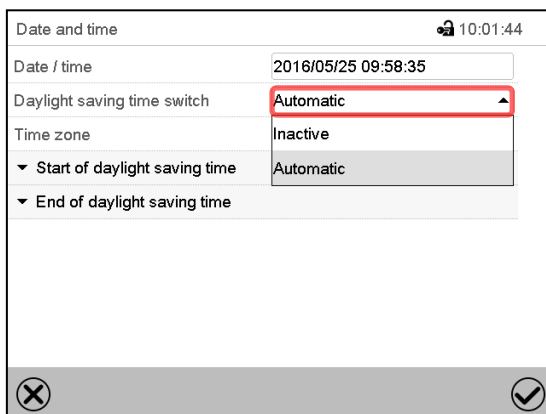 Date and time 10:01:44
Date / time 2016/05/25 09:58:35
Daylight saving time switch Automatic
Time zone Inactive
Start of daylight saving time Automatic
End of daylight saving time